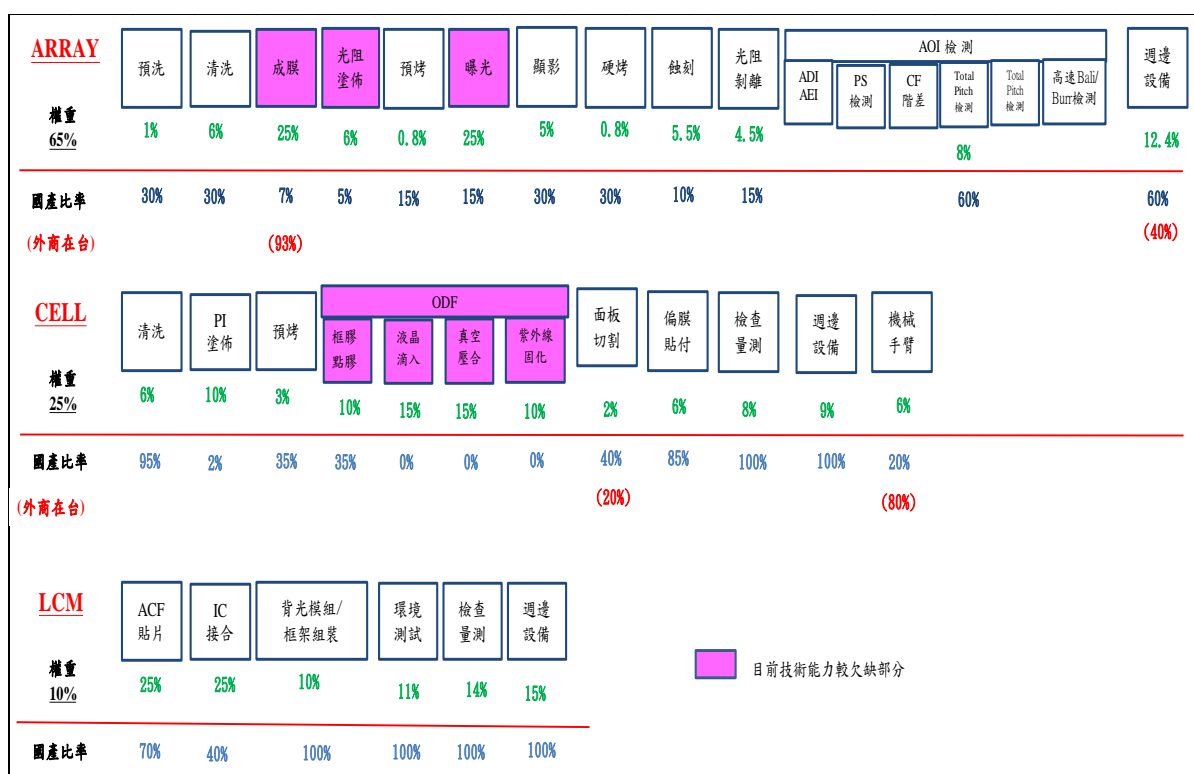 ARRAY
預洗
清洗
成膜
光阻
塗佈
預烤
曝光
顯影
硬烤
蝕刻
光阻
剝離
AOI 檢測
ADI
AEI
PS
檢測
CF
階差
Total
Pitch
檢測
Total
Pitch
檢測
高速Bali/
Burr檢測
週邊
設備
權重
65%
1%
6%
25%
6%
0.8%
25%
5%
0.8%
5.5%
4.5%
8%
12.4%
國產比率
30%
30%
7%
5%
15%
15%
30%
30%
10%
15%
60%
60%
(外商在台)
(93%)
(40%)
CELL
清洗
PI
塗佈
預烤
ODF
框膠
點膠
液晶
滴入
真空
壓合
紫外線
固化
面板
切割
偏膜
貼付
檢查
量測
週邊
設備
機械
手臂
權重
25%
6%
10%
3%
10%
15%
15%
10%
2%
6%
8%
9%
6%
國產比率
95%
2%
35%
35%
0%
0%
0%
40%
85%
100%
100%
20%
(外商在台)
(20%)
(80%)
LCM
ACF
貼片
IC
接合
背光模組/
框架組裝
環境
測試
檢查
量測
週邊
設備
權重
10%
25%
25%
10%
11%
14%
15%
目前技術能力較欠缺部分
國產比率
70%
40%
100%
100%
100%
100%